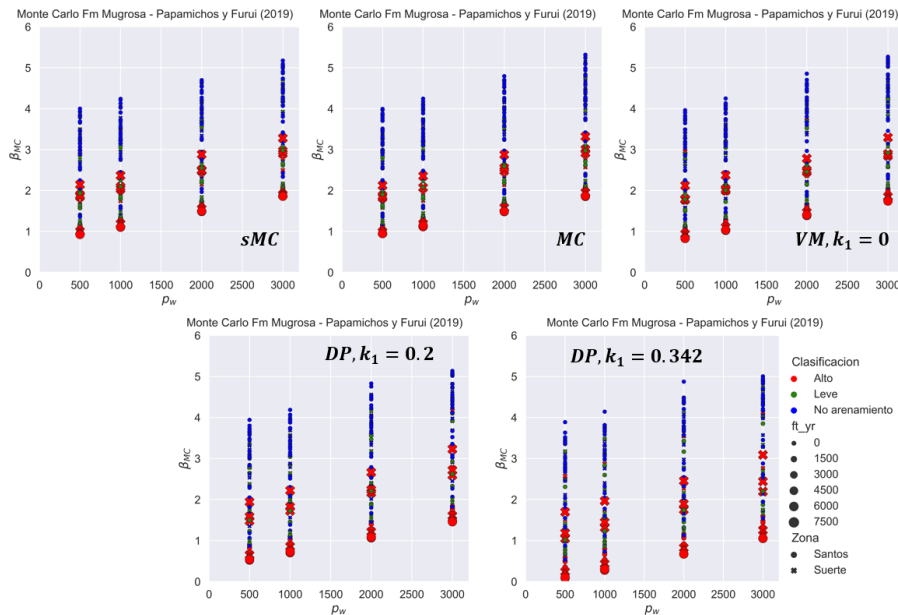 Monte Carlo Fm Mugrosa - Papamichos y Furui (2019)
6
5
4
3
2
1
0
β_MC
sMC
0 500 1000 1500 2000 2500 3000
p_w
Monte Carlo Fm Mugrosa - Papamichos y Furui (2019)
6
5
4
3
2
1
0
β_MC
MC
0 500 1000 1500 2000 2500 3000
p_w
Monte Carlo Fm Mugrosa - Papamichos y Furui (2019)
6
5
4
3
2
1
0
β_MC
VM, k₁ = 0
0 500 1000 1500 2000 2500 3000
p_w
Monte Carlo Fm Mugrosa - Papamichos y Furui (2019)
DP, k₁ = 0.2
6
5
4
3
2
1
0
β_MC
0 500 1000 1500 2000 2500 3000
p_w
Monte Carlo Fm Mugrosa - Papamichos y Furui (2019)
DP, k₁ = 0.342
6
5
4
3
2
1
0
β_MC
0 500 1000 1500 2000 2500 3000
p_w
Clasificacion
Alto
Leve
No arenamiento
ft_yr
0
1500
3000
4500
6000
7500
Zona
Santos
Suerte